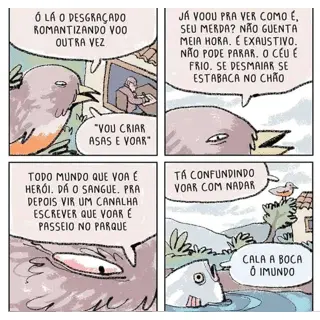 Ó LÁ O DESGRAÇADO
ROMANTIZANDO VOO
OUTRA VEZ
"VOU CRIAR
ASAS E VOAR"
JÁ VOOU PRA VER COMO É,
SEU MERDA? NÃO GUENTA
MEIA HORA. É EXAUSTIVO.
NÃO PODE PARAR. O CÉU É
FRIO. SE DESMAIAR SE
ESTABACA NO CHÃO
TODO MUNDO QUE VOA É
HERÓI. DÁ O SANGUE. PRA
DEPOIS VIR UM CANALHA
ESCREVER QUE VOAR É
PASSEIO NO PARQUE
TÁ CONFUNDINDO
VOAR COM NADAR
CALA A BOCA
Ô IMUNDO